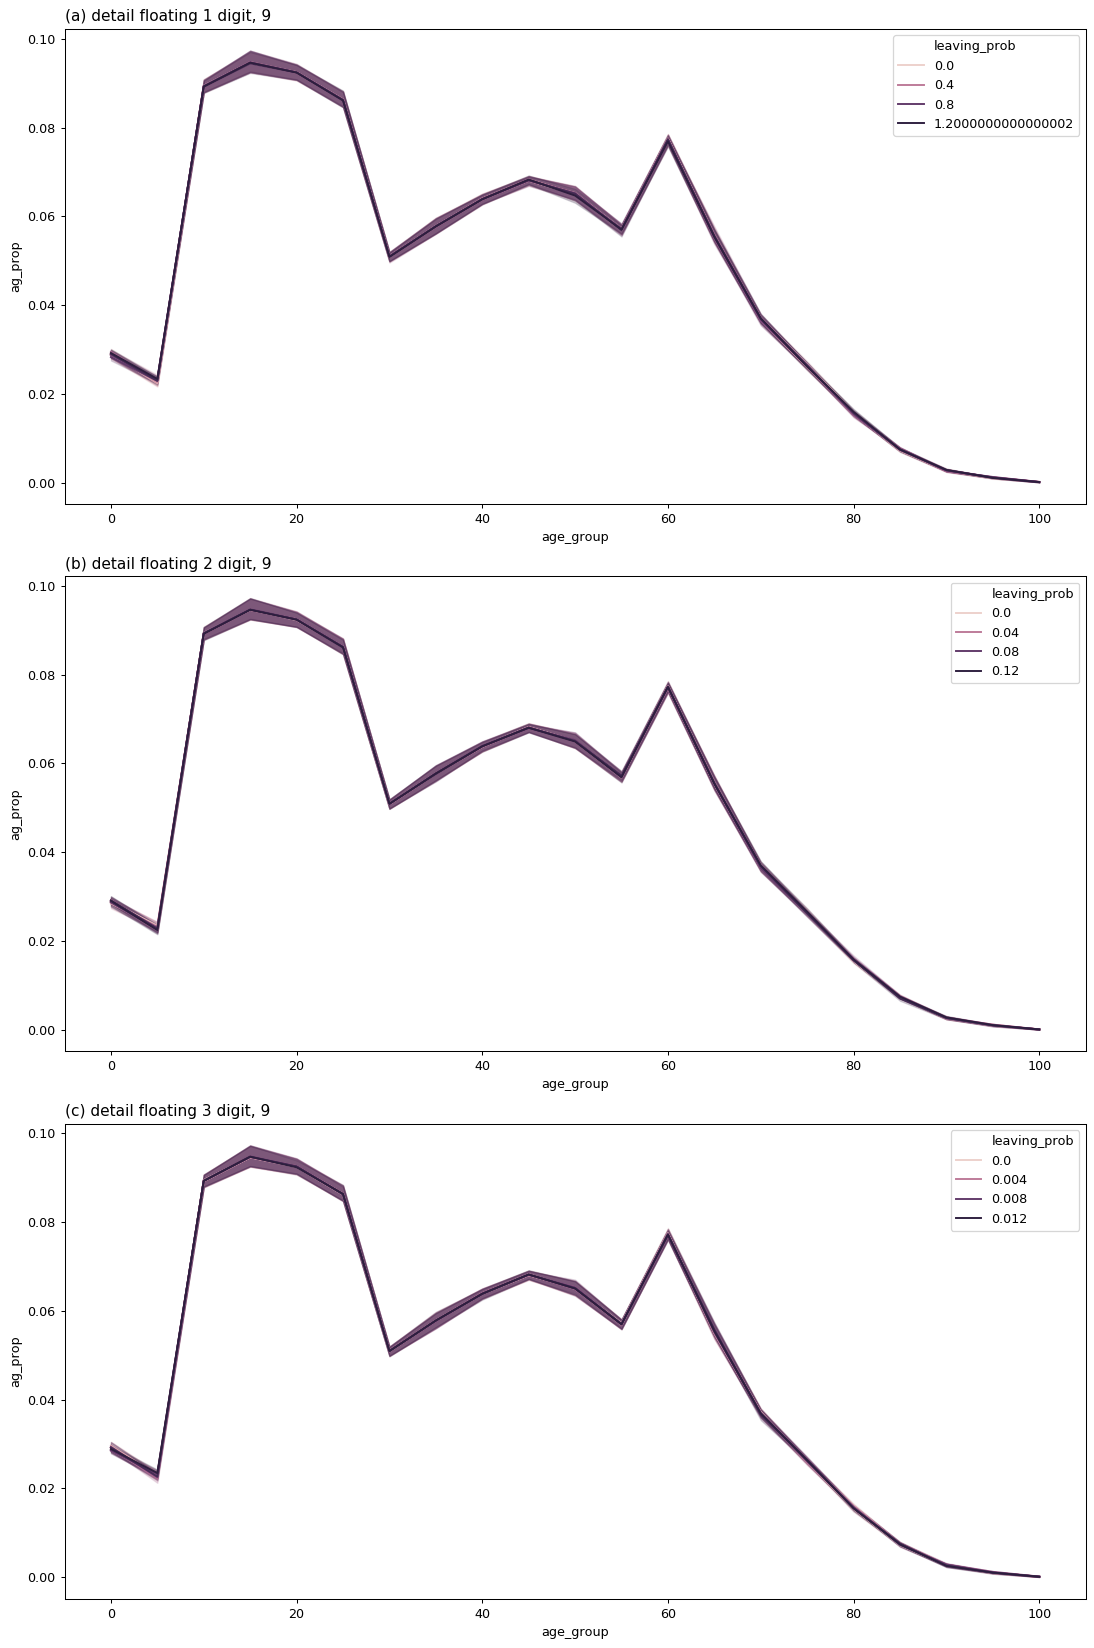 (a) detail floating 1 digit, 9
leaving_prob
0.0
0.4
0.8
1.2000000000000002
0.10
0.08
0.06
0.04
0.02
0.00
ag_prop
0 20 40 60 80 100
age_group
(b) detail floating 2 digit, 9
leaving_prob
0.0
0.04
0.08
0.12
0.10
0.08
0.06
0.04
0.02
0.00
ag_prop
0 20 40 60 80 100
age_group
(c) detail floating 3 digit, 9
leaving_prob
0.0
0.004
0.008
0.012
0.10
0.08
0.06
0.04
0.02
0.00
ag_prop
0 20 40 60 80 100
age_group